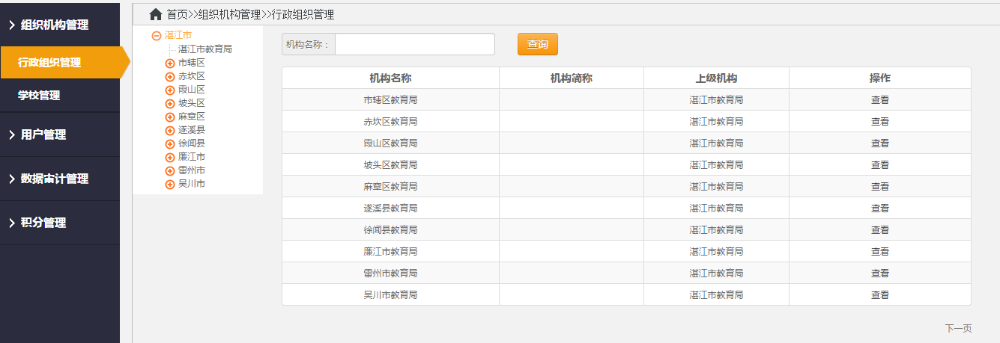 组织机构管理
行政组织管理
学校管理
用户管理
数据审计管理
积分管理
首页>>组织机构管理>>行政组织管理
湛江市
湛江市教育局
市辖区
赤坎区
霞山区
坡头区
麻章区
遂溪县
徐闻县
廉江市
雷州市
吴川市
机构名称： 查询
机构名称 机构简称 上级机构 操作
市辖区教育局 湛江市教育局 查看
赤坎区教育局 湛江市教育局 查看
霞山区教育局 湛江市教育局 查看
坡头区教育局 湛江市教育局 查看
麻章区教育局 湛江市教育局 查看
遂溪县教育局 湛江市教育局 查看
徐闻县教育局 湛江市教育局 查看
廉江市教育局 湛江市教育局 查看
雷州市教育局 湛江市教育局 查看
吴川市教育局 湛江市教育局 查看
下一页